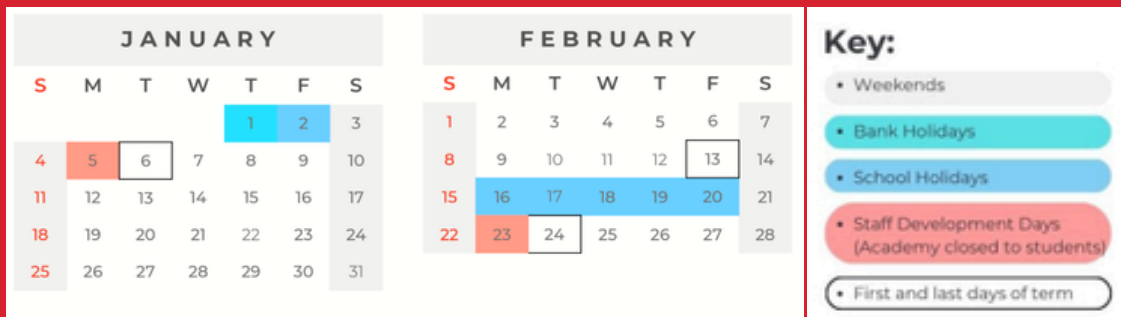 JANUARY
S M T W T F S
1 2 3
4 5 6 7 8 9 10
11 12 13 14 15 16 17
18 19 20 21 22 23 24
25 26 27 28 29 30 31
FEBRUARY
S M T W T F S
1 2 3 4 5 6 7
8 9 10 11 12 13 14
15 16 17 18 19 20 21
22 23 24 25 26 27 28
Key:
• Weekends
• Bank Holidays
• School Holidays
• Staff Development Days
(Academy closed to students)
• First and last days of term